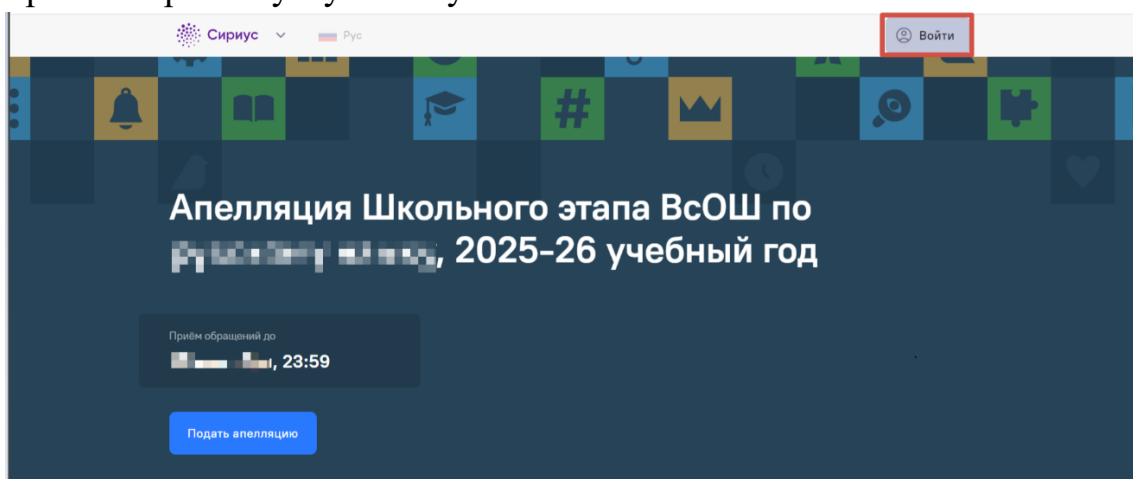 Сириус
Рус
Войти
Апелляция Школьного этапа ВсОШ по
, 2025-26 учебный год
Приём обращений до
, 23:59
Подать апелляцию